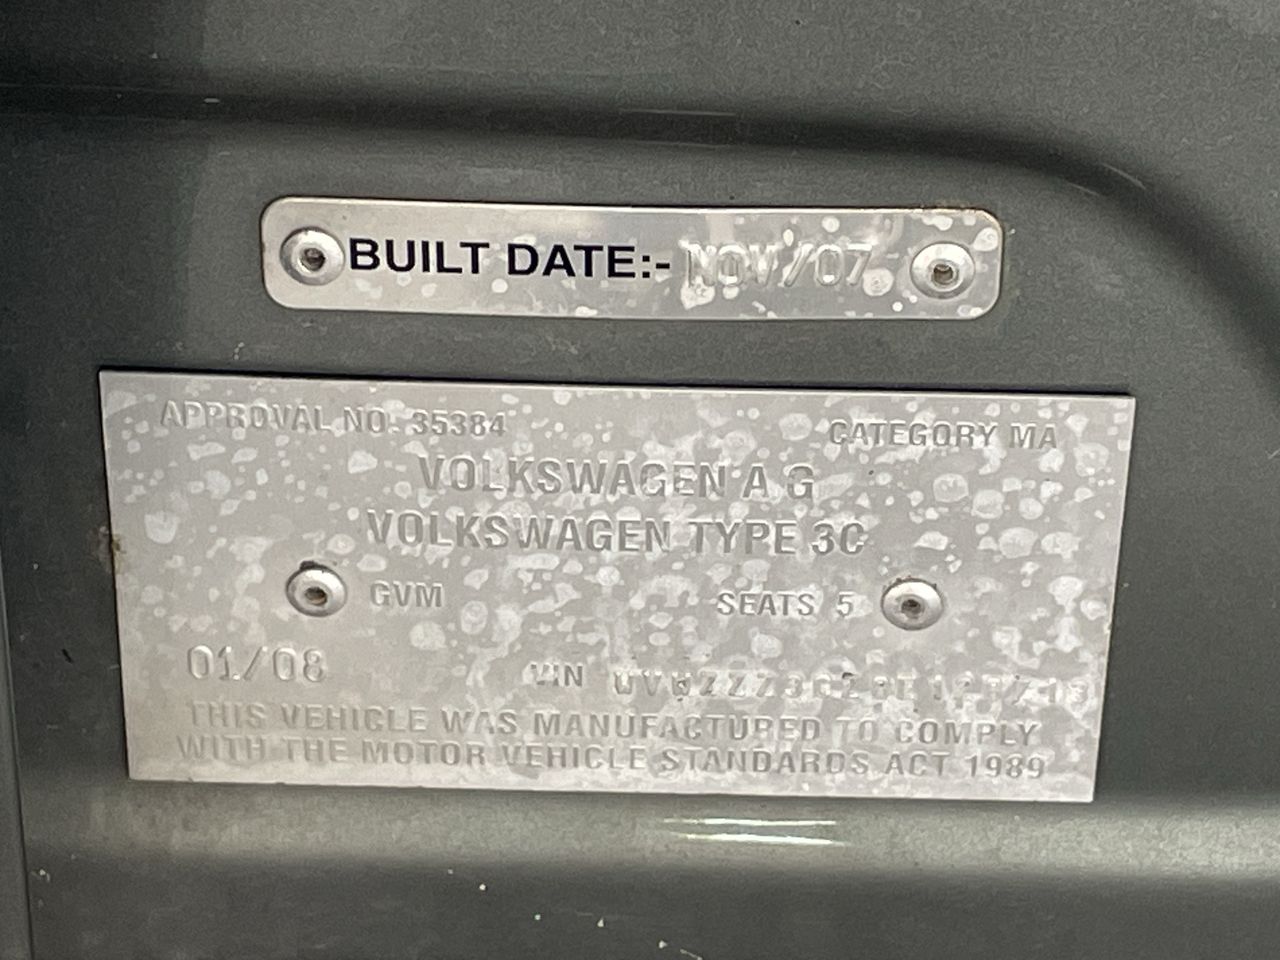 BUILT DATE:- NOV/07
APPROVAL NO. 35384
CATEGORY MA
VOLKSWAGEN A G
VOLKSWAGEN TYPE 3C
GVM
SEATS 5
01/08
VIN
THIS VEHICLE WAS MANUFACTURED TO COMPLY
WITH THE MOTOR VEHICLE STANDARDS ACT 1989